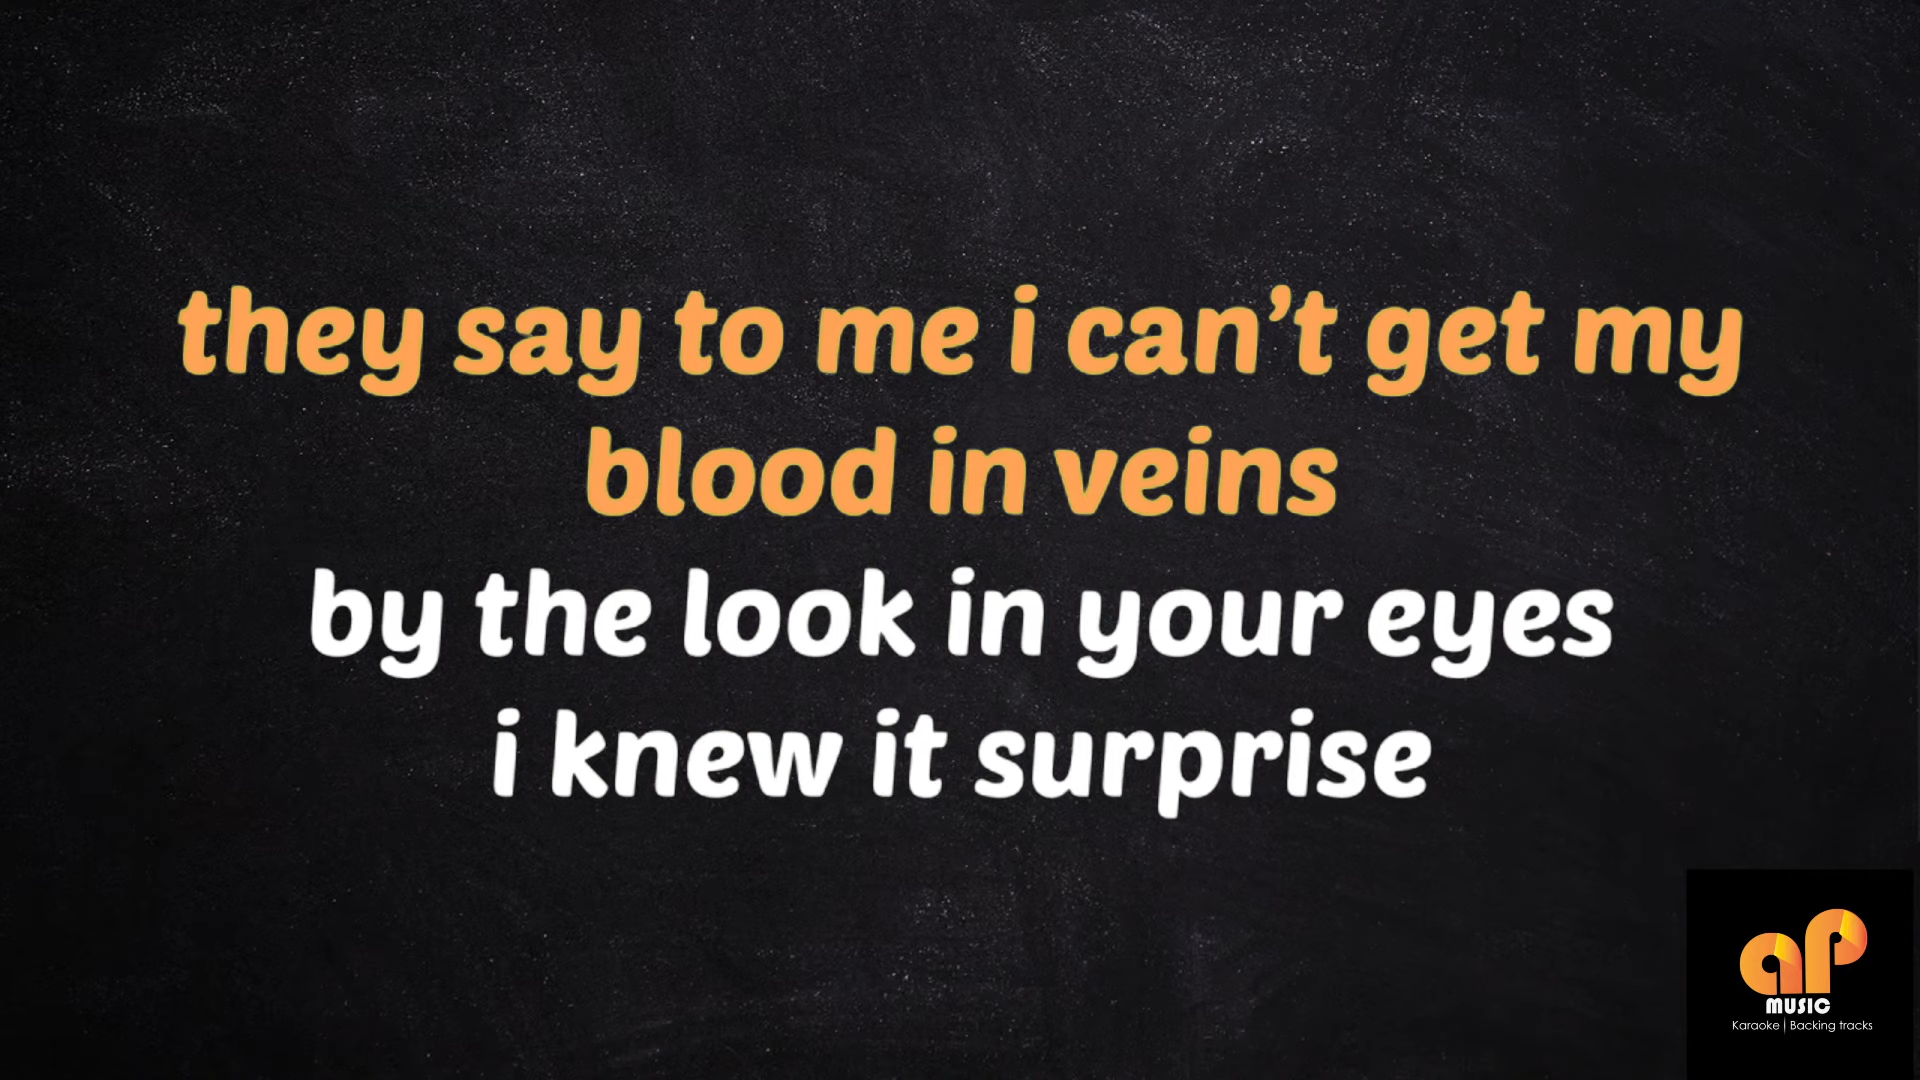 they say to me i can’t get my
blood in veins
by the look in your eyes
i knew it surprise
ap
MUSIC
Karaoke | Backing tracks